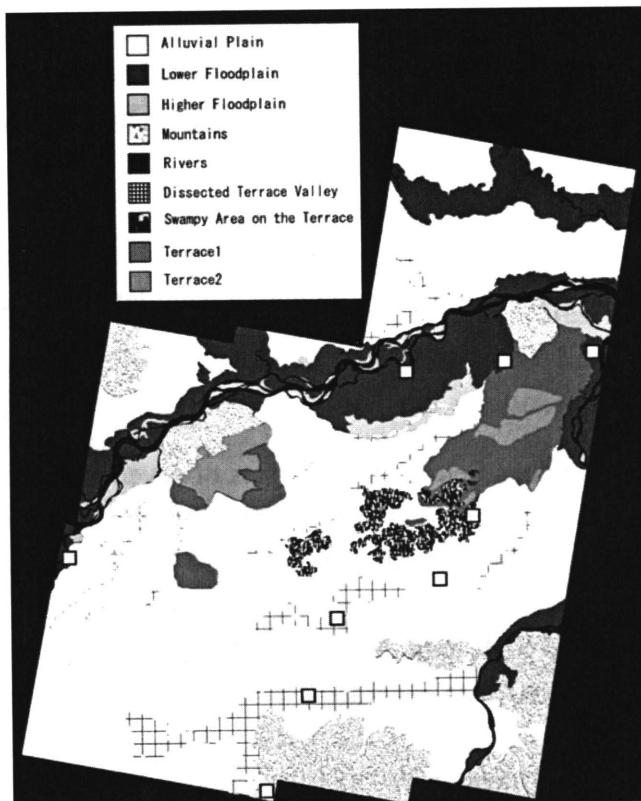 Alluvial Plain
Lower Floodplain
Higher Floodplain
Mountains
Rivers
Dissected Terrace Valley
Swampy Area on the Terrace
Terrace1
Terrace2